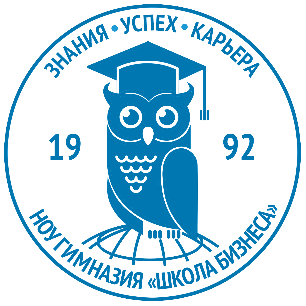 ЗНАНИЯ • УСПЕХ • КАРЬЕРА
19 92
НОУ ГИМНАЗИЯ «ШКОЛА БИЗНЕСА»